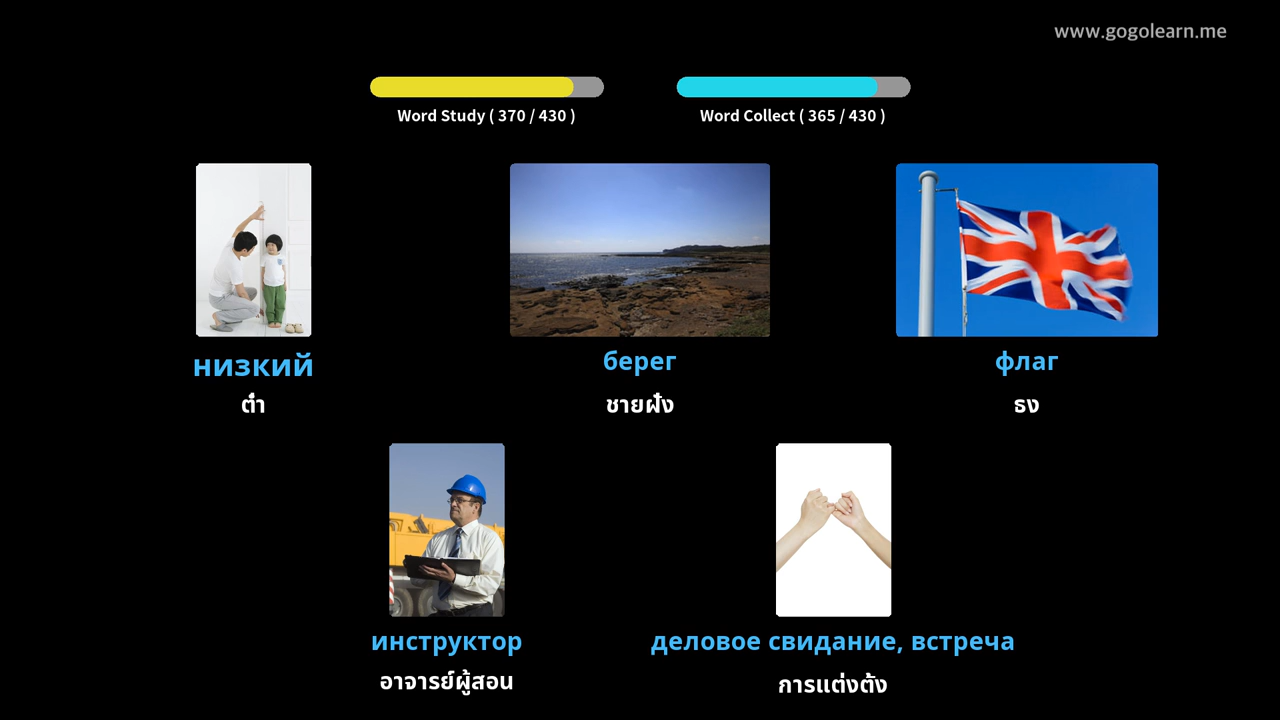 www.gogolearn.me
Word Study ( 370 / 430 )
Word Collect ( 365 / 430 )
низкий
ต่ำ
берег
ชายฝั่ง
флаг
ธง
инструктор
อาจารย์ผู้สอน
деловое свидание, встреча
การแต่งตั้ง